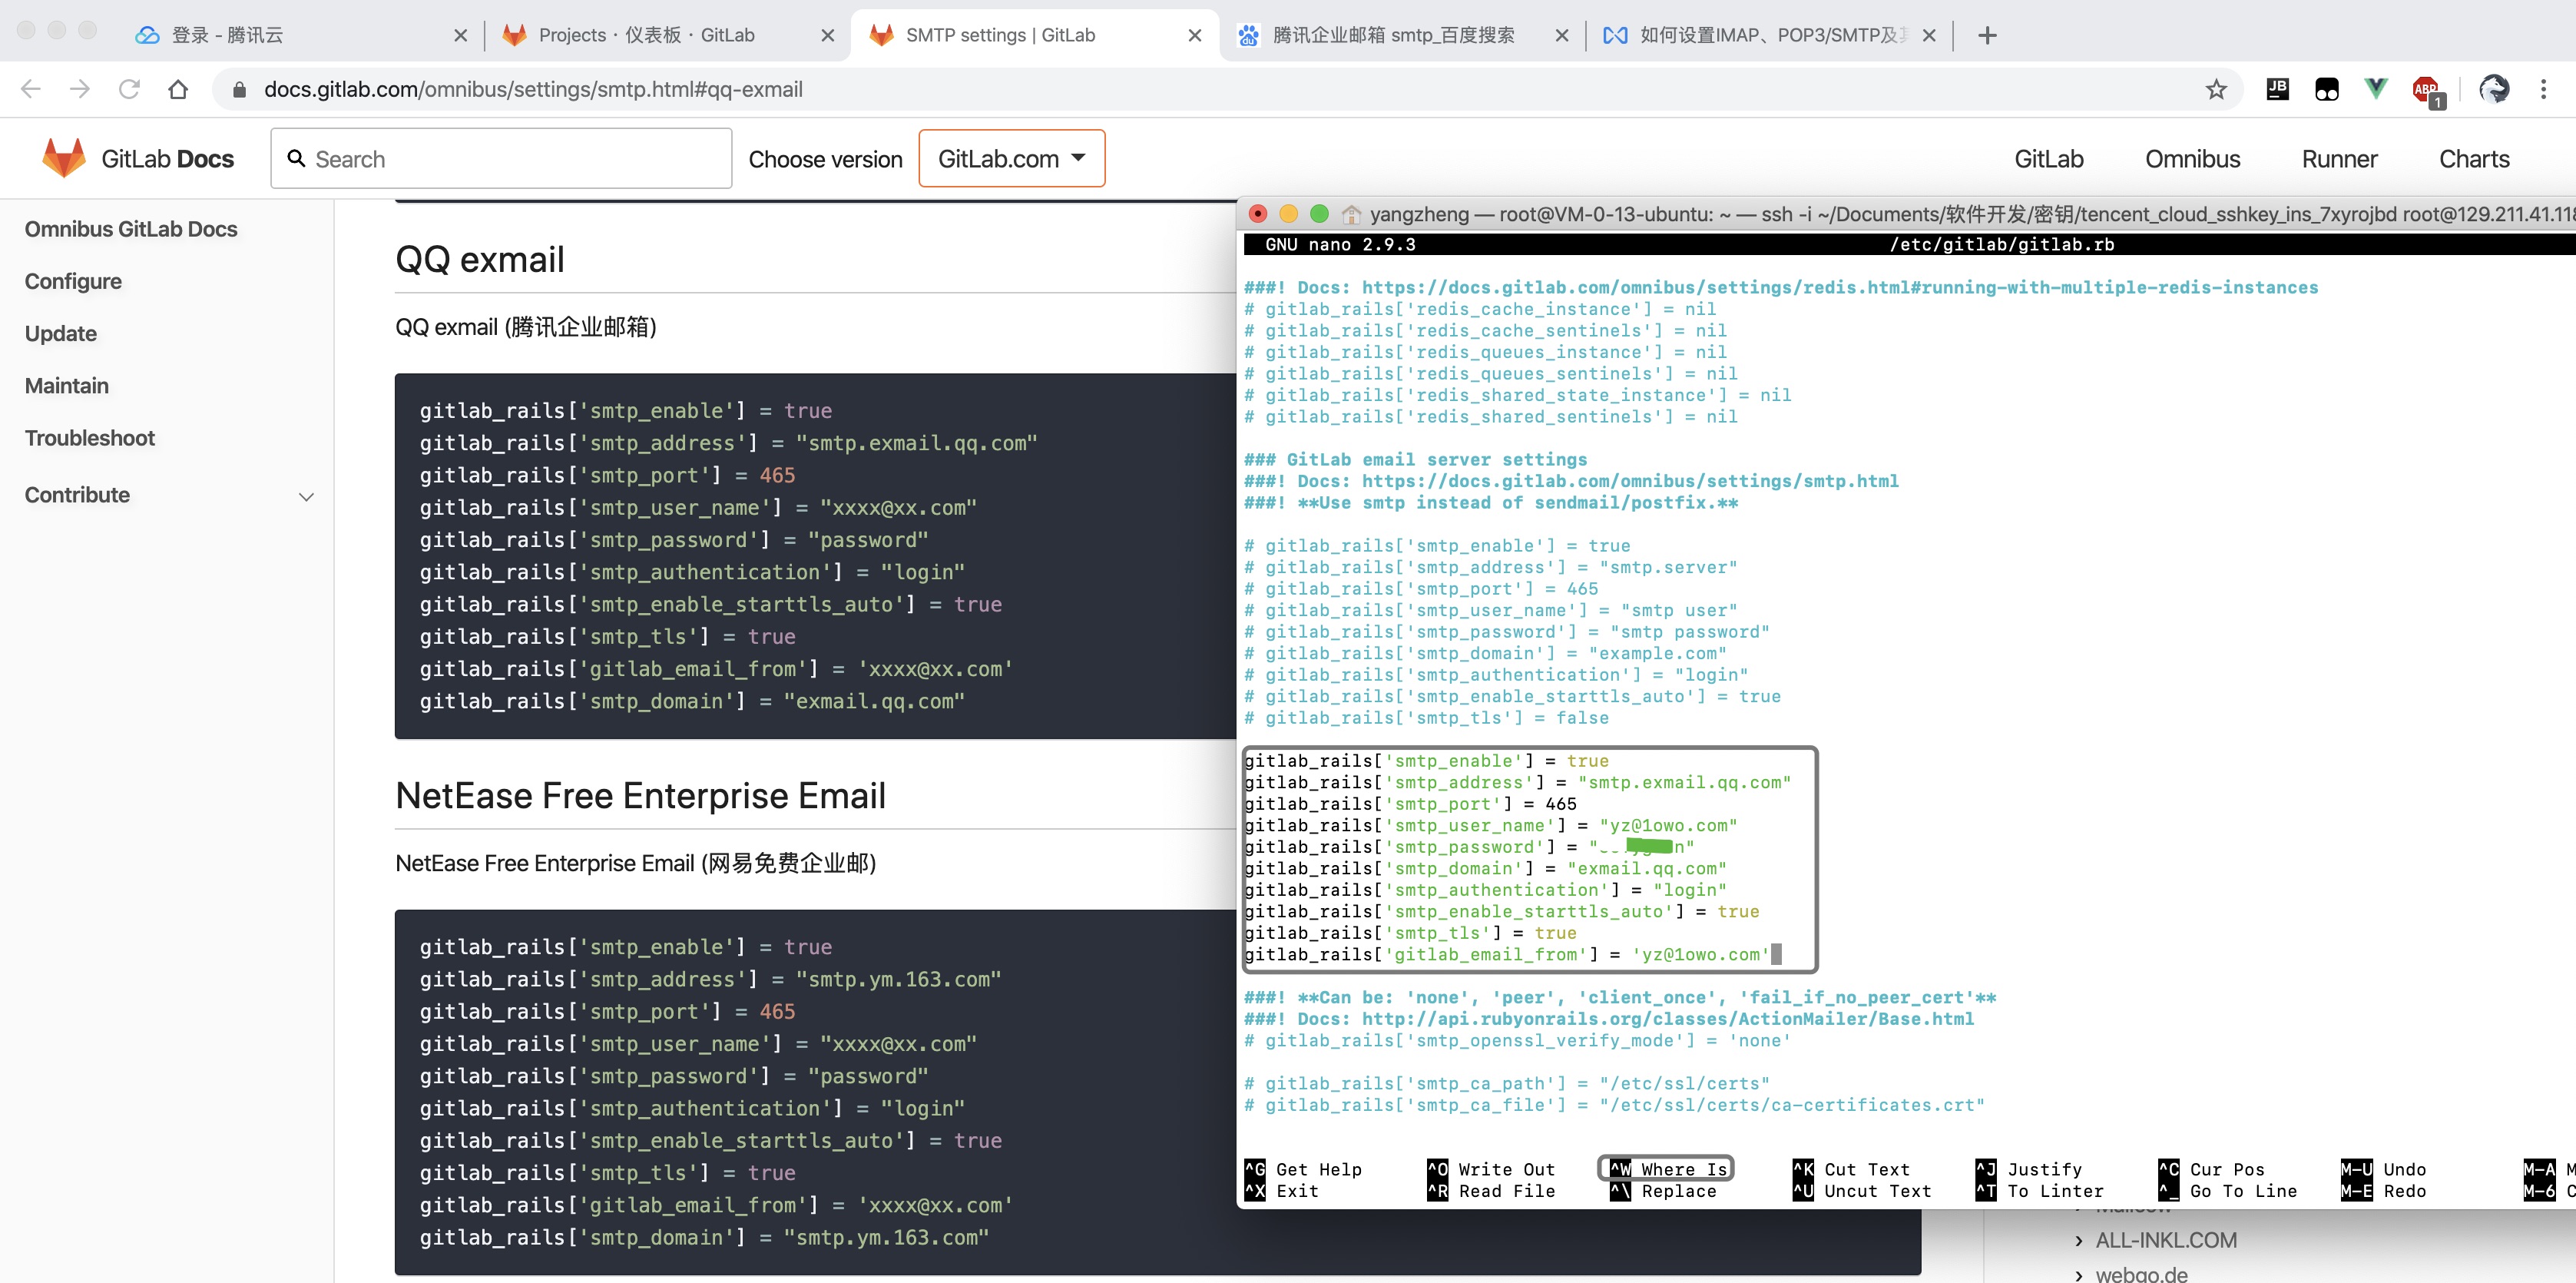 登录 - 腾讯云
Projects · 仪表板 · GitLab
SMTP settings | GitLab
腾讯企业邮箱 smtp_百度搜索
如何设置IMAP、POP3/SMTP及
docs.gitlab.com/omnibus/settings/smtp.html#qq-exmail
JB
ABP
1
GitLab Docs
Search
Choose version
GitLab.com
GitLab
Omnibus
Runner
Charts
Omnibus GitLab Docs
Configure
Update
Maintain
Troubleshoot
Contribute
QQ exmail
QQ exmail (腾讯企业邮箱)
gitlab_rails['smtp_enable'] = true
gitlab_rails['smtp_address'] = "smtp.exmail.qq.com"
gitlab_rails['smtp_port'] = 465
gitlab_rails['smtp_user_name'] = "xxxx@xx.com"
gitlab_rails['smtp_password'] = "password"
gitlab_rails['smtp_authentication'] = "login"
gitlab_rails['smtp_enable_starttls_auto'] = true
gitlab_rails['smtp_tls'] = true
gitlab_rails['gitlab_email_from'] = 'xxxx@xx.com'
gitlab_rails['smtp_domain'] = "exmail.qq.com"
NetEase Free Enterprise Email
NetEase Free Enterprise Email (网易免费企业邮)
gitlab_rails['smtp_enable'] = true
gitlab_rails['smtp_address'] = "smtp.ym.163.com"
gitlab_rails['smtp_port'] = 465
gitlab_rails['smtp_user_name'] = "xxxx@xx.com"
gitlab_rails['smtp_password'] = "password"
gitlab_rails['smtp_authentication'] = "login"
gitlab_rails['smtp_enable_starttls_auto'] = true
gitlab_rails['smtp_tls'] = true
gitlab_rails['gitlab_email_from'] = 'xxxx@xx.com'
gitlab_rails['smtp_domain'] = "smtp.ym.163.com"
yangzheng — root@VM-0-13-ubuntu: ~ — ssh -i ~/Documents/软件开发/密钥/tencent_cloud_sshkey_ins_7xyrojbd root@129.211.41.118
GNU nano 2.9.3 /etc/gitlab/gitlab.rb
###! Docs: https://docs.gitlab.com/omnibus/settings/redis.html#running-with-multiple-redis-instances
# gitlab_rails['redis_cache_instance'] = nil
# gitlab_rails['redis_cache_sentinels'] = nil
# gitlab_rails['redis_queues_instance'] = nil
# gitlab_rails['redis_queues_sentinels'] = nil
# gitlab_rails['redis_shared_state_instance'] = nil
# gitlab_rails['redis_shared_sentinels'] = nil
### GitLab email server settings
###! Docs: https://docs.gitlab.com/omnibus/settings/smtp.html
###! **Use smtp instead of sendmail/postfix.**
# gitlab_rails['smtp_enable'] = true
# gitlab_rails['smtp_address'] = "smtp.server"
# gitlab_rails['smtp_port'] = 465
# gitlab_rails['smtp_user_name'] = "smtp user"
# gitlab_rails['smtp_password'] = "smtp password"
# gitlab_rails['smtp_domain'] = "example.com"
# gitlab_rails['smtp_authentication'] = "login"
# gitlab_rails['smtp_enable_starttls_auto'] = true
# gitlab_rails['smtp_tls'] = false
gitlab_rails['smtp_enable'] = true
gitlab_rails['smtp_address'] = "smtp.exmail.qq.com"
gitlab_rails['smtp_port'] = 465
gitlab_rails['smtp_user_name'] = "yz@1owo.com"
gitlab_rails['smtp_password'] =
gitlab_rails['smtp_domain'] = "exmail.qq.com"
gitlab_rails['smtp_authentication'] = "login"
gitlab_rails['smtp_enable_starttls_auto'] = true
gitlab_rails['smtp_tls'] = true
gitlab_rails['gitlab_email_from'] = 'yz@1owo.com'
###! **Can be: 'none', 'peer', 'client_once', 'fail_if_no_peer_cert'**
###! Docs: http://api.rubyonrails.org/classes/ActionMailer/Base.html
# gitlab_rails['smtp_openssl_verify_mode'] = 'none'
# gitlab_rails['smtp_ca_path'] = "/etc/ssl/certs"
# gitlab_rails['smtp_ca_file'] = "/etc/ssl/certs/ca-certificates.crt"
^G Get Help ^O Write Out ^W Where Is ^K Cut Text ^J Justify ^C Cur Pos M-U Undo M-A
^X Exit ^R Read File ^\ Replace ^U Uncut Text ^T To Linter ^_ Go To Line M-E Redo M-6
ALL-INKL.COM
webgo.de